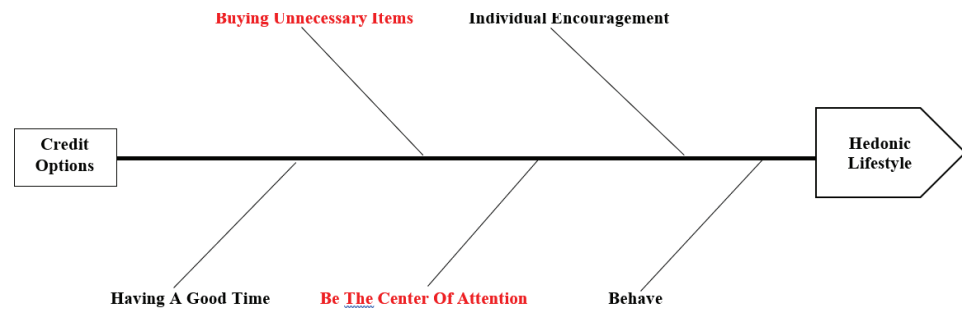 Buying Unnecessary Items
Individual Encouragement
Credit
Options
Hedonic
Lifestyle
Having A Good Time
Be The Center Of Attention
Behave